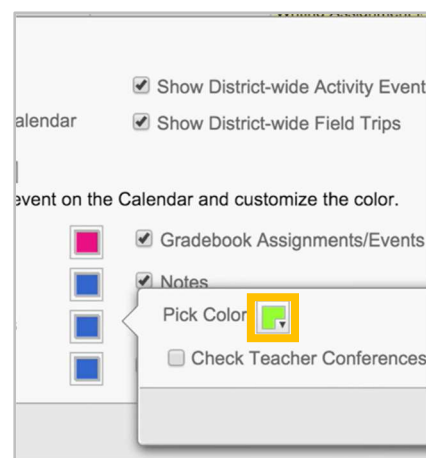 Show District-wide Activity Event
alendar
Show District-wide Field Trips
event on the Calendar and customize the color.
Gradebook Assignments/Events
Notes
Pick Color
s
Check Teacher Conferences